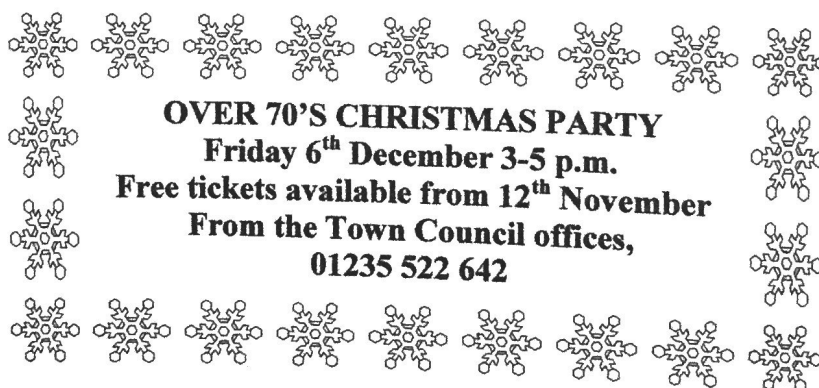 OVER 70'S CHRISTMAS PARTY
Friday 6th December 3-5 p.m.
Free tickets available from 12th November
From the Town Council offices,
01235 522 642